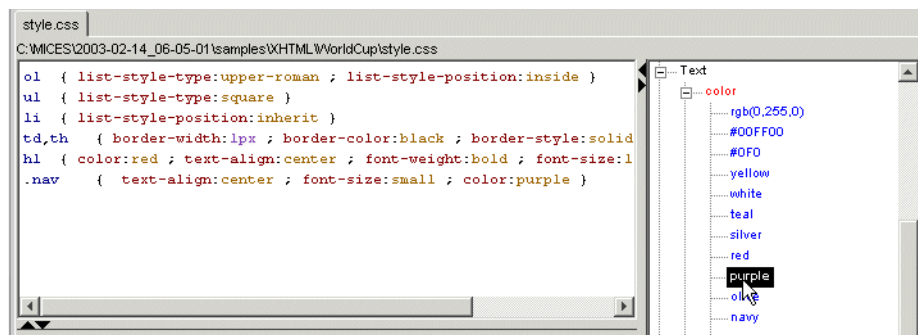 style.css
C:\MICES\2003-02-14_06-05-01\samples\XHTML\WorldCup\style.css
ol { list-style-type:upper-roman ; list-style-position:inside }
ul { list-style-type:square }
li { list-style-position:inherit }
td,th { border-width:1px ; border-color:black ; border-style:solid
h1 { color:red ; text-align:center ; font-weight:bold ; font-size:1
.nav { text-align:center ; font-size:small ; color:purple }
Text
color
rgb(0,255,0)
#00FF00
#0F0
yellow
white
teal
silver
red
purple
olive
navy